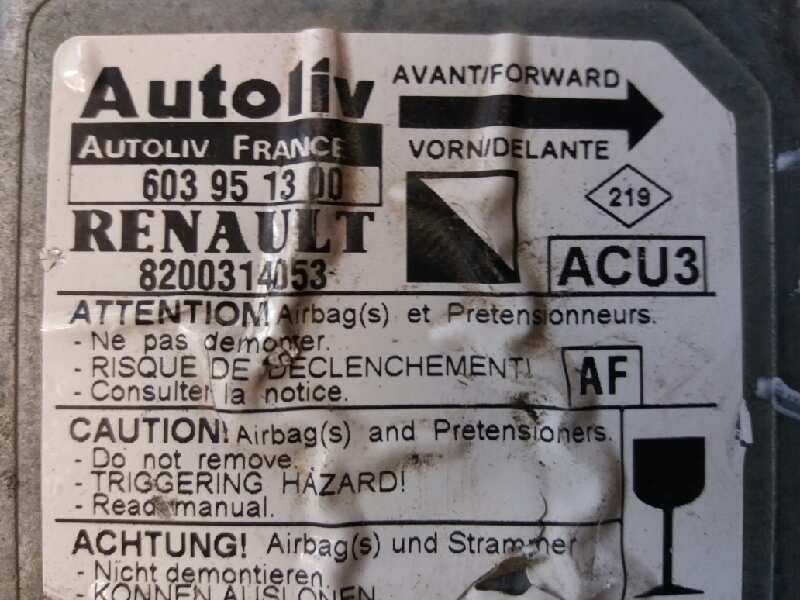 Autoliv
AVANT/FORWARD
AUTOLIV FRANCE
VORN/DELANTE
603 95 13 00
219
RENAULT
8200314053
ACU3
ATTENTION! Airbag(s) et Pretensionneurs.
- Ne pas demonter.
- RISQUE DE DECLENCHEMENT!
- Consulter la notice.
AF
CAUTION! Airbag(s) and Pretensioners.
- Do not remove.
- TRIGGERING HAZARD!
- Read manual.
ACHTUNG! Airbag(s) und Strammer
- Nicht demontieren.
- KONNEN AUSLONEN